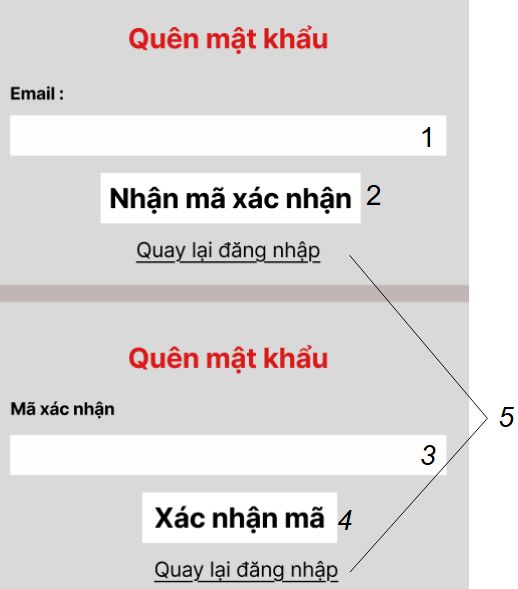 Quên mật khẩu
Email :
1
Nhận mã xác nhận 2
Quay lại đăng nhập
Quên mật khẩu
Mã xác nhận
5
3
Xác nhận mã 4
Quay lại đăng nhập